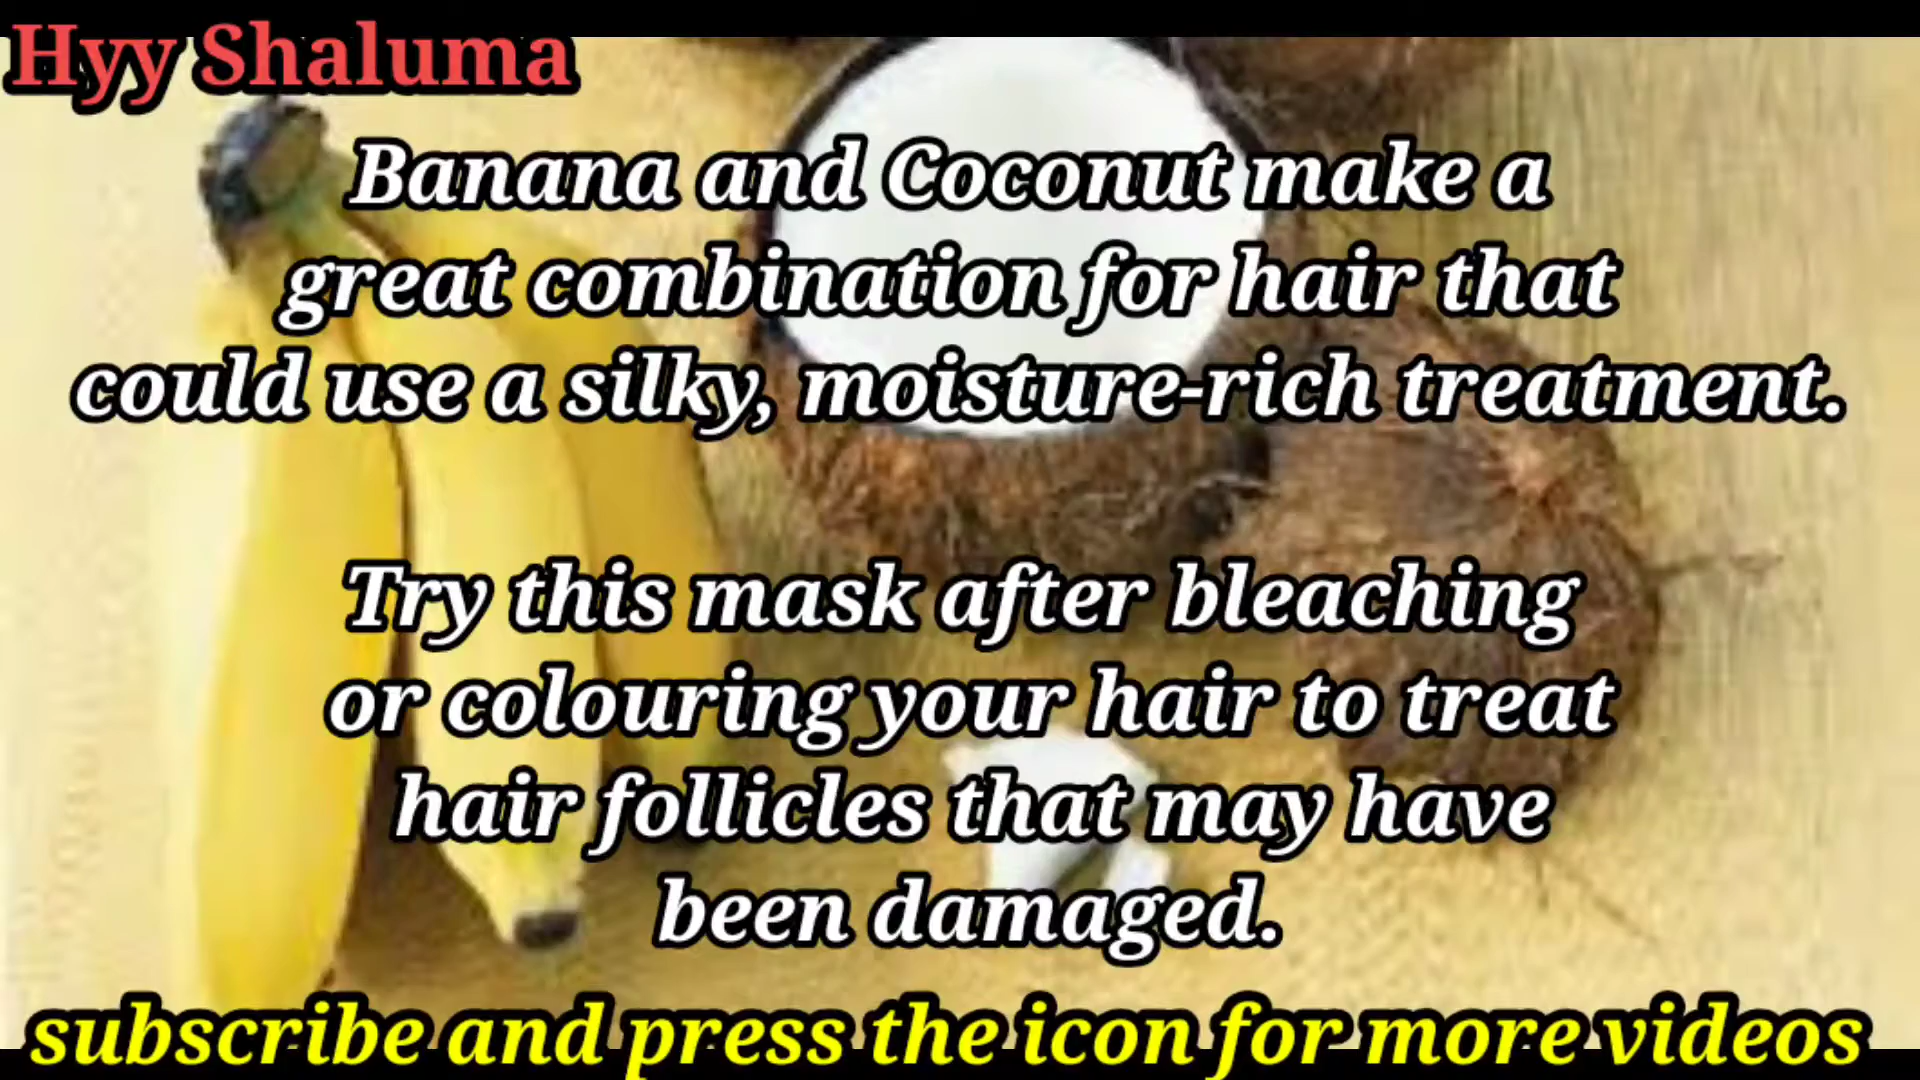 Hyy Shaluma
Banana and Coconut make a
great combination for hair that
could use a silky, moisture-rich treatment.
Try this mask after bleaching
or colouring your hair to treat
hair follicles that may have
been damaged.
subscribe and press the icon for more videos